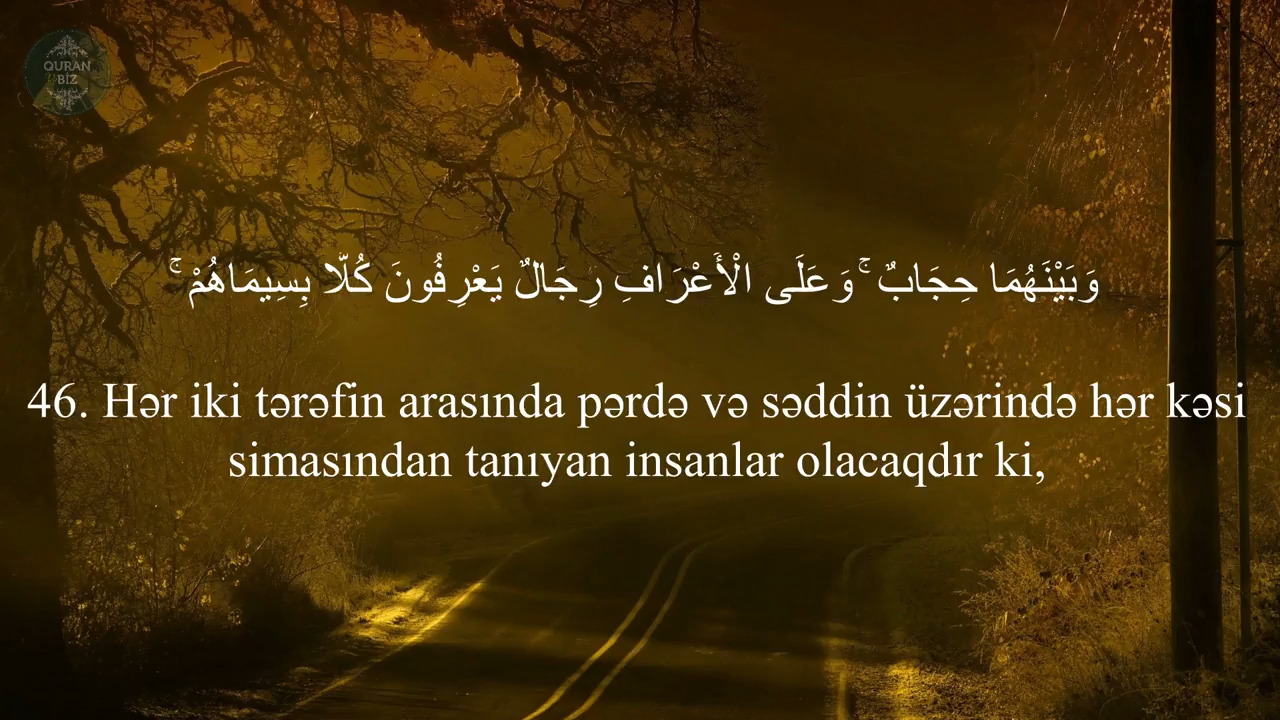 QURAN
BİZ
وَبَيْنَهُمَا حِجَابٌ ۚ وَعَلَى الْأَعْرَافِ رِجَالٌ يَعْرِفُونَ كُلًّا بِسِيمَاهُمْ ۚ
46. Hər iki tərəfin arasında pərdə və səddin üzərində hər kəsi
simasından tanıyan insanlar olacaqdır ki,